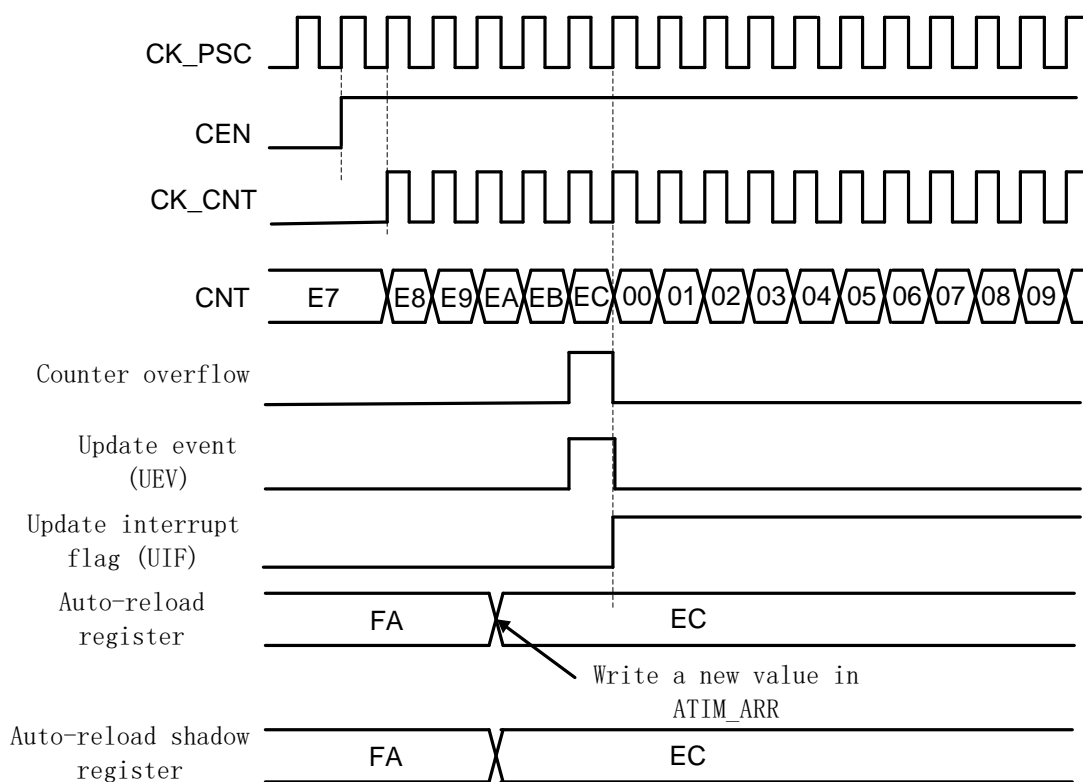 CK_PSC
CEN
CK_CNT
CNT E7 E8 E9 EA EB EC 00 01 02 03 04 05 06 07 08 09
Counter overflow
Update event
(UEV)
Update interrupt
flag (UIF)
Auto-reload
register
FA EC
Write a new value in
ATIM_ARR
Auto-reload shadow
register
FA EC